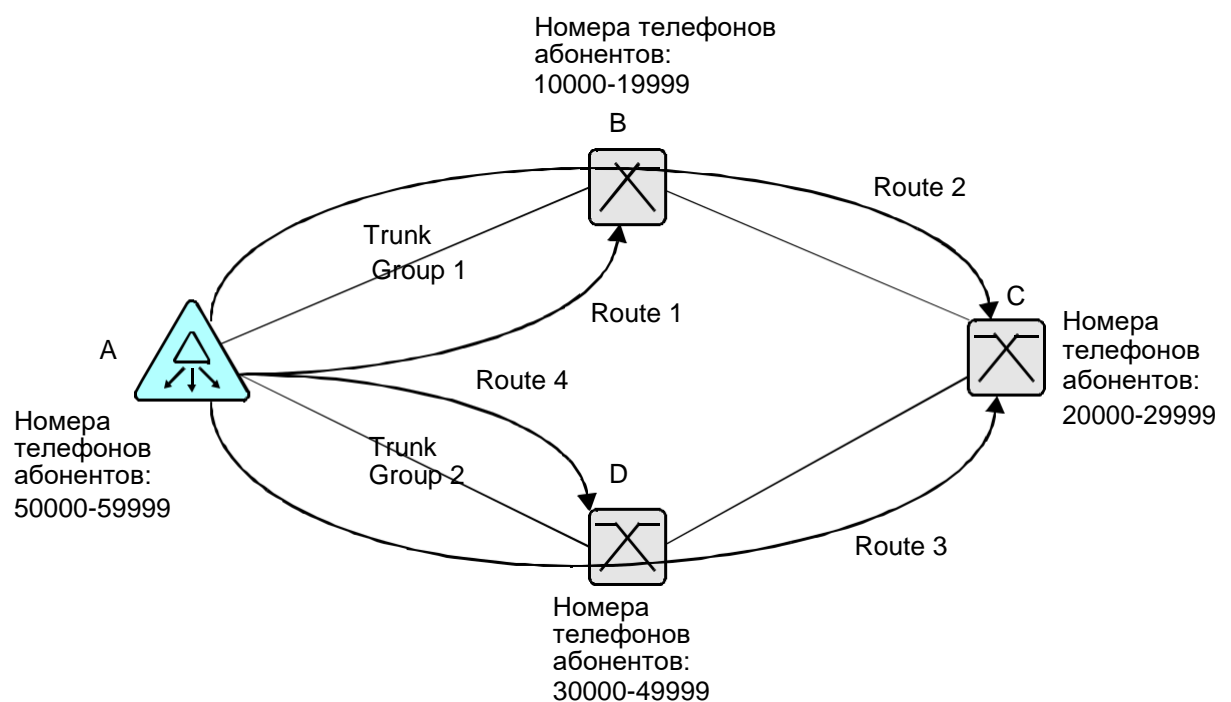 Номера телефонов
абонентов:
10000-19999
B
Route 2
Trunk
Group 1
C
Route 1
Номера
телефонов
абонентов:
20000-29999
A
Route 4
Номера
телефонов
абонентов:
50000-59999
Trunk
Group 2
D
Route 3
Номера
телефонов
абонентов:
30000-49999